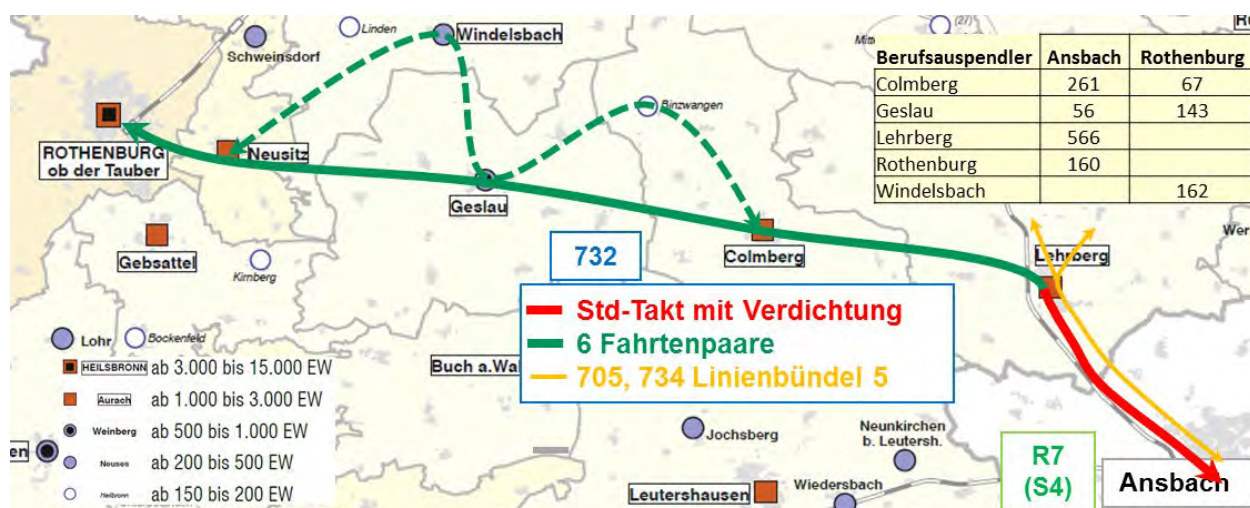 Linden
(27)
Windelsbach
Schweinsdorf
Berufsauspendler Ansbach Rothenburg
Colmberg 261 67
Geslau 56 143
Lehrberg 566
Rothenburg 160
Windelsbach 162
Binzwangen
ROTHENBURG
ob der Tauber
Neusitz
Geslau
Gebsattel
Kirnberg
Colmberg
Lehrberg
732
Std-Takt mit Verdichtung
6 Fahrtenpaare
705, 734 Linienbündel 5
Lohr
Bockenfeld
Buch a.Wal
HEILSBRONN ab 3.000 bis 15.000 EW
Aurach ab 1.000 bis 3.000 EW
Weinberg ab 500 bis 1.000 EW
Neuses ab 200 bis 500 EW
Heilbronn ab 150 bis 200 EW
Jochsberg
Neunkirchen
b. Leutersh.
Wiedersbach
Leutershausen
R7
(S4)
Ansbach